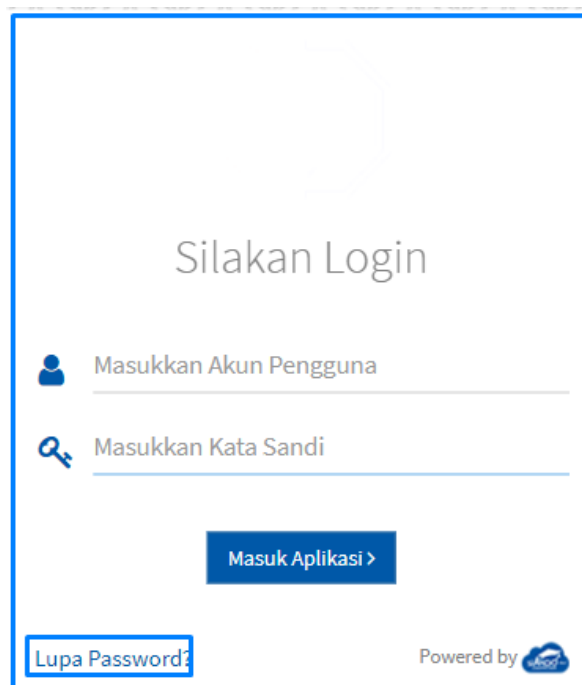 Silakan Login
Masukkan Akun Pengguna
Masukkan Kata Sandi
Masuk Aplikasi >
Lupa Password?
Powered by